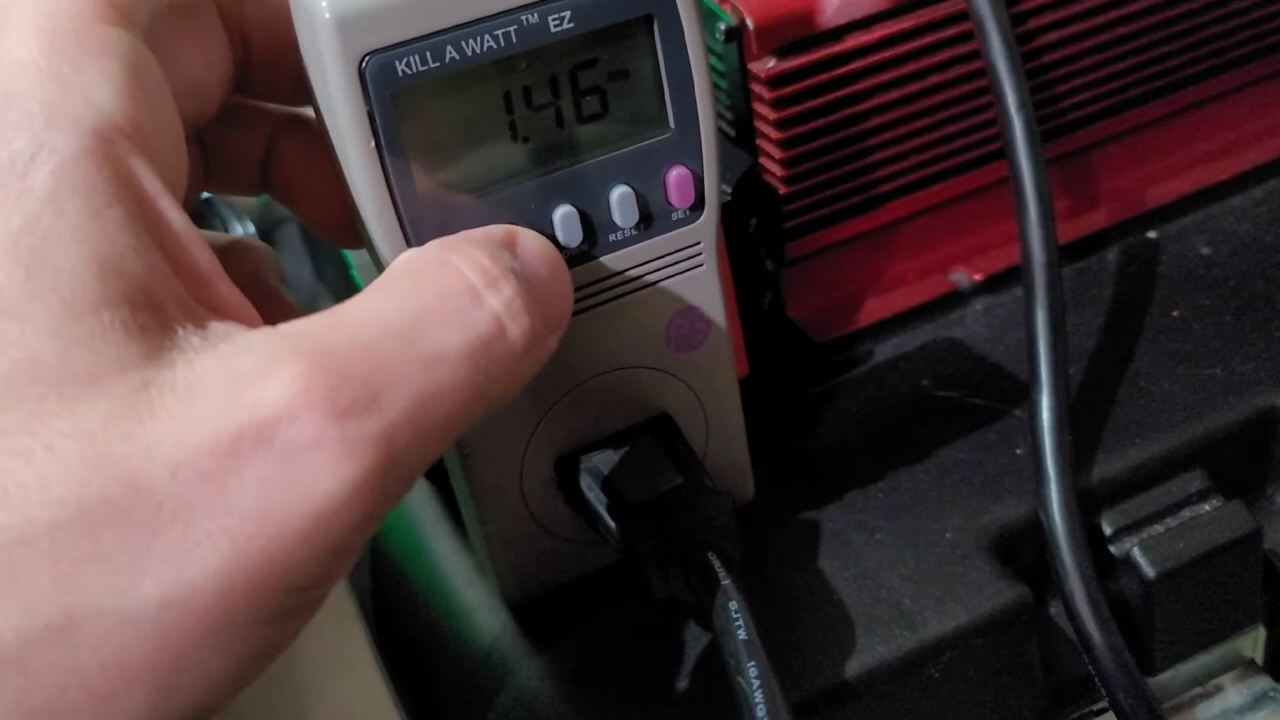 KILL A WATT™ EZ
1.46
RESET
SET
SJTW 16AWG